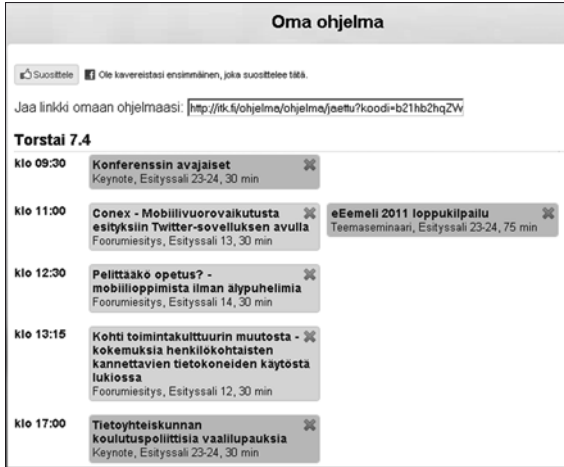 Oma ohjelma
Suosittele
Ole kavereistasi ensimmäinen, joka suosittelee tätä.
Jaa linkki omaan ohjelmaasi: http://itk.fi/ohjelma/ohjelma/jaettu?koodi=b21hb2hqZW
Torstai 7.4
klo 09:30
Konferenssin avajaiset
Keynote, Esityssali 23-24, 30 min
klo 11:00
Conex - Mobiilivuorovaikutusta
esityksiin Twitter-sovelluksen avulla
Foorumiesitys, Esityssali 13, 30 min
eEemeli 2011 loppukilpailu
Teemaseminaari, Esityssali 23-24, 75 min
klo 12:30
Pelittääkö opetus? -
mobiilioppimista ilman älypuhelimia
Foorumiesitys, Esityssali 14, 30 min
klo 13:15
Kohti toimintakulttuurin muutosta -
kokemuksia henkilökohtaisten
kannettavien tietokoneiden käytöstä
lukiossa
Foorumiesitys, Esityssali 12, 30 min
klo 17:00
Tietoyhteiskunnan
koulutuspoliittisia vaalilupauksia
Keynote, Esityssali 23-24, 30 min